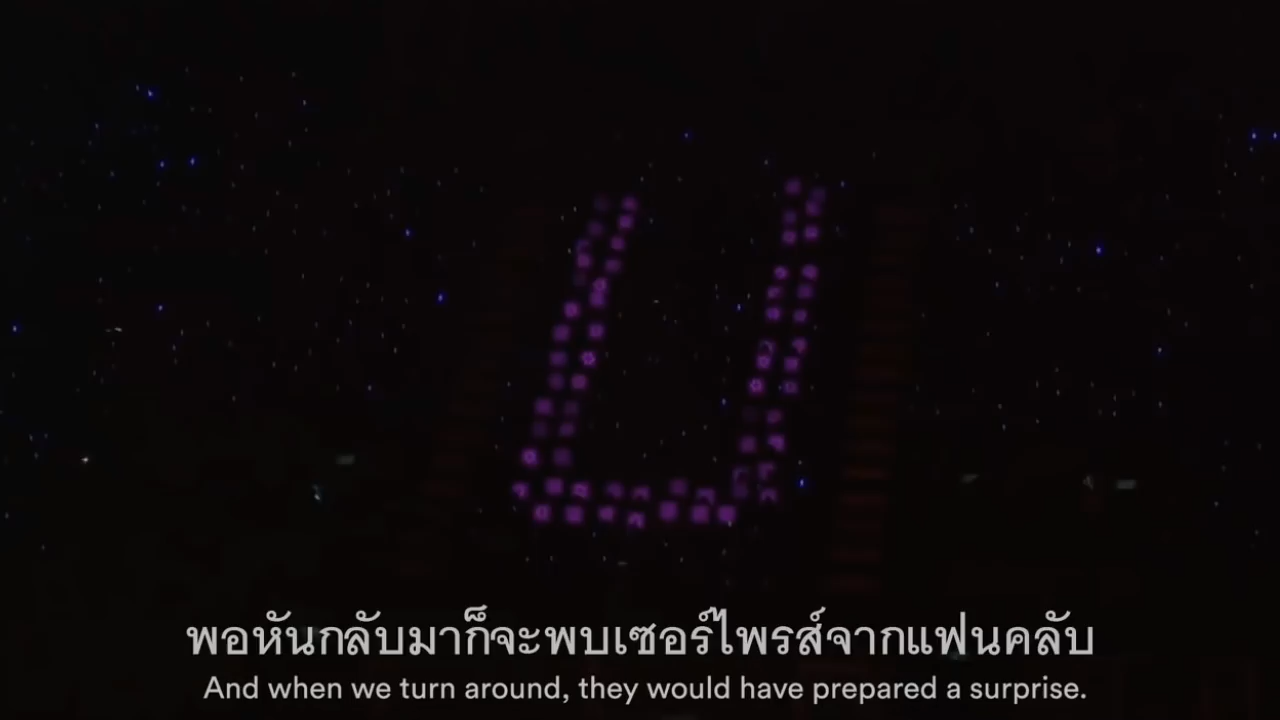 U
พอหันกลับมาก็จะพบเซอร์ไพรส์จากแฟนคลับ
And when we turn around, they would have prepared a surprise.